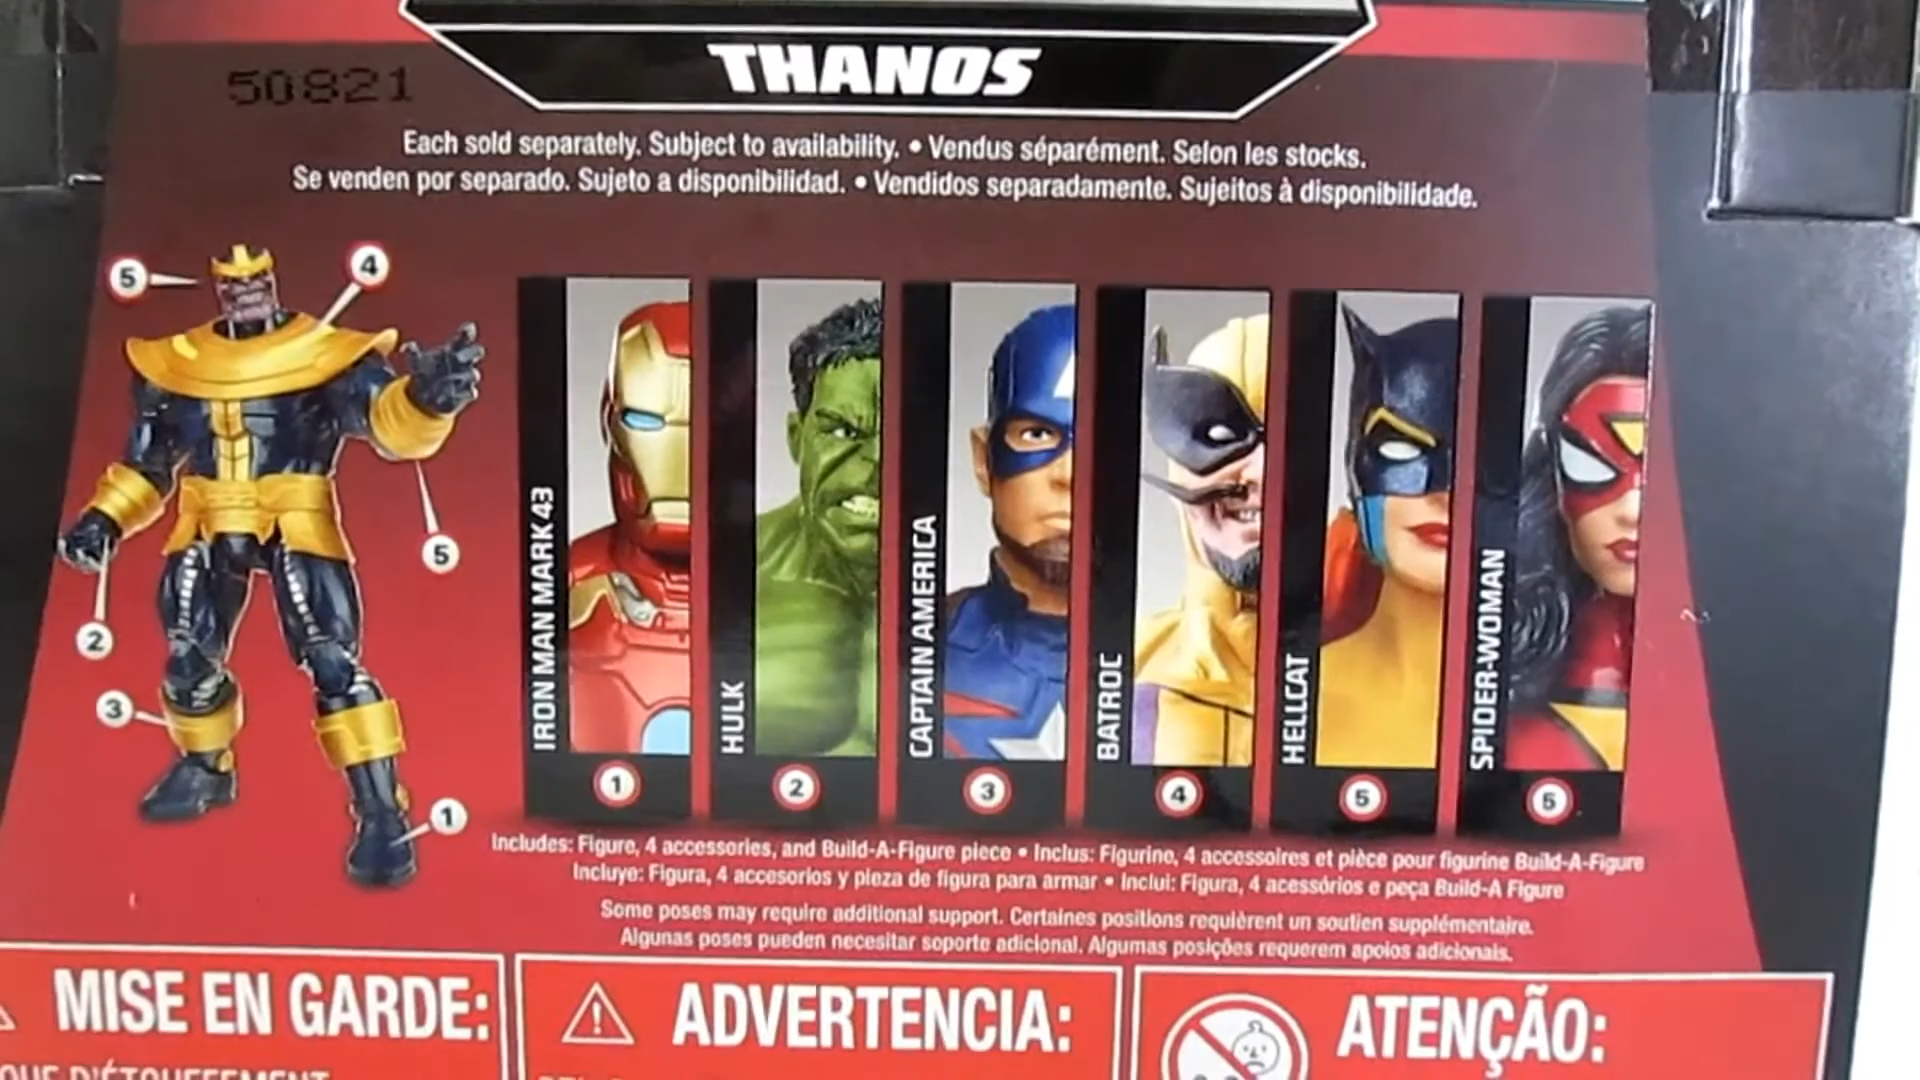 THANOS
50821
Each sold separately. Subject to availability. • Vendus séparément. Selon les stocks.
Se venden por separado. Sujeto a disponibilidad. • Vendidos separadamente. Sujeitos à disponibilidade.
5
4
5
2
3
1
IRON MAN MARK 43
1
HULK
2
CAPTAIN AMERICA
3
BATROC
4
HELLCAT
5
SPIDER-WOMAN
5
Includes: Figure, 4 accessories, and Build-A-Figure piece • Inclus: Figurine, 4 accessoires et pièce pour figurine Build-A-Figure
Incluye: Figura, 4 accesorios y pieza de figura para armar • Inclui: Figura, 4 acessórios e peça Build-A Figure
Some poses may require additional support. Certaines positions requièrent un soutien supplémentaire.
Algunas poses pueden necesitar soporte adicional. Algumas posições requerem apoios adicionais.
MISE EN GARDE:
ADVERTENCIA:
ATENÇÃO:
D'ÉTOUFFEMENT